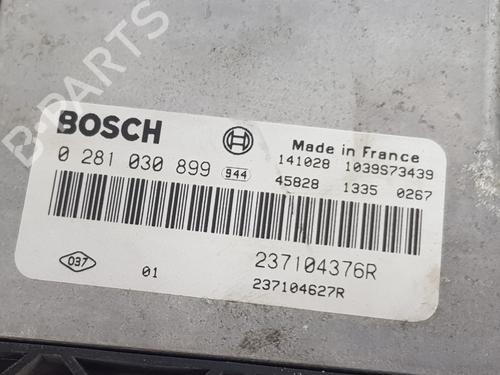 B-PARTS
BOSCH
Made in France
0 281 030 899 944 141028 1039S73439
45828 1335 0267
037 01 237104376R
237104627R